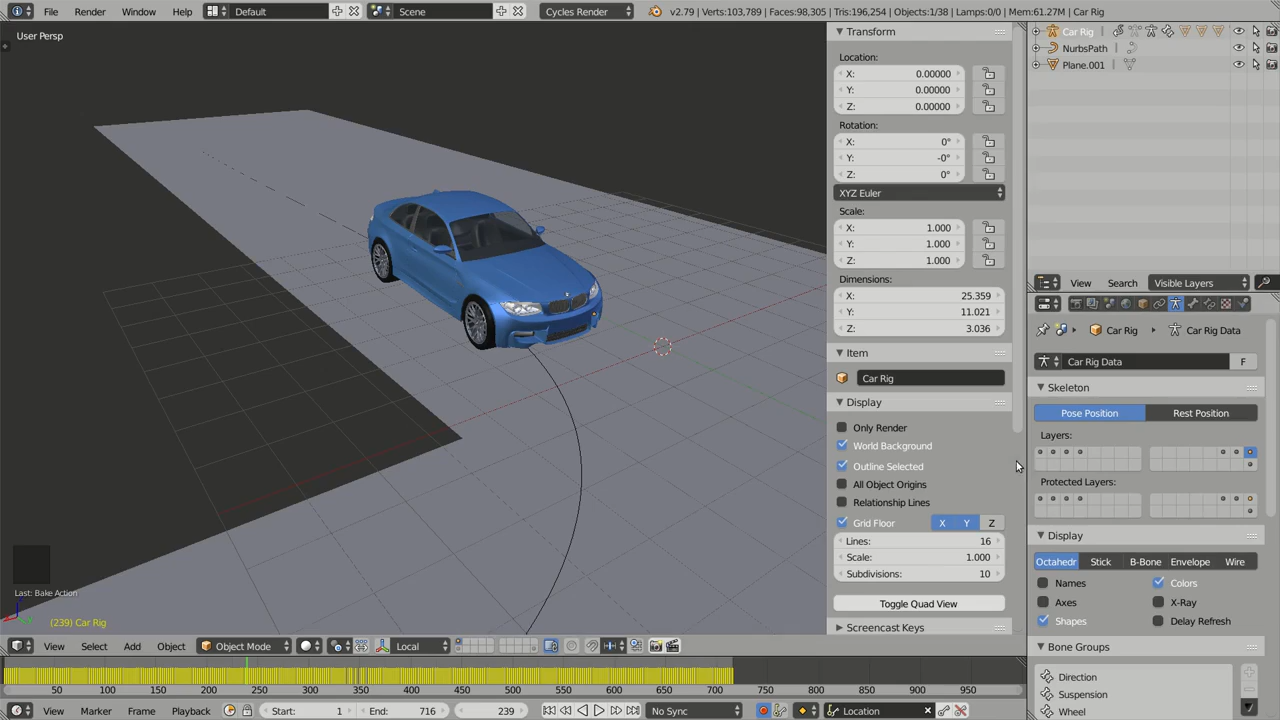 File Render Window Help Default Scene Cycles Render v2.79 | Verts:103,789 | Faces:98,305 | Tris:196,254 | Objects:1/38 | Lamps:0/0 | Mem:61.27M | Car Rig
User Persp
Transform
Location:
X: 0.00000
Y: 0.00000
Z: 0.00000
Rotation:
X: 0°
Y: -0°
Z: 0°
XYZ Euler
Scale:
X: 1.000
Y: 1.000
Z: 1.000
Dimensions:
X: 25.359
Y: 11.021
Z: 3.036
Item
Car Rig
Display
Only Render
World Background
Outline Selected
All Object Origins
Relationship Lines
Grid Floor X Y Z
Lines: 16
Scale: 1.000
Subdivisions: 10
Toggle Quad View
Screencast Keys
Car Rig
NurbsPath
Plane.001
View Search Visible Layers
Car Rig Car Rig Data
Car Rig Data F
Skeleton
Pose Position Rest Position
Layers:
Protected Layers:
Display
Octahedr Stick B-Bone Envelope Wire
Names Colors
Axes X-Ray
Shapes Delay Refresh
Bone Groups
Direction
Suspension
Wheel
Last: Bake Action
(239) Car Rig
View Select Add Object Object Mode Local
50 100 150 200 250 300 350 400 450 500 550 600 650 700 750 800 850 900 950
View Marker Frame Playback Start: 1 End: 716 239 No Sync Location